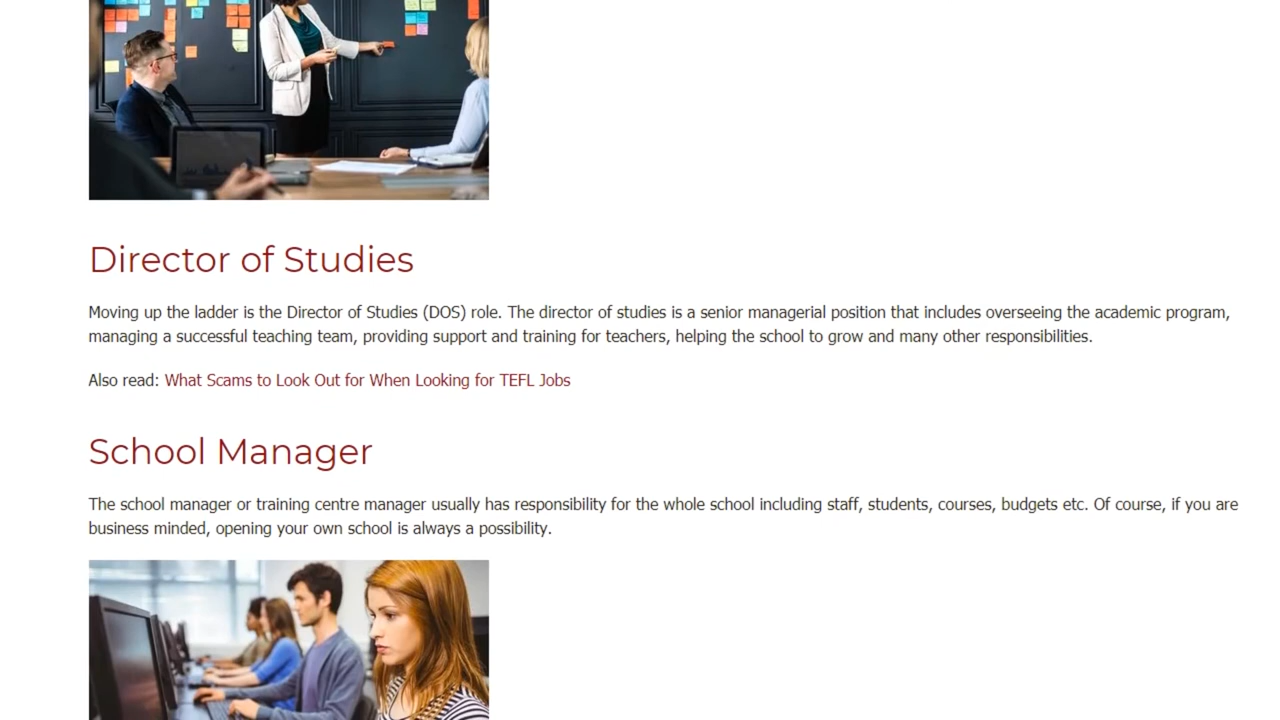 Director of Studies
Moving up the ladder is the Director of Studies (DOS) role. The director of studies is a senior managerial position that includes overseeing the academic program,
managing a successful teaching team, providing support and training for teachers, helping the school to grow and many other responsibilities.
Also read: What Scams to Look Out for When Looking for TEFL Jobs
School Manager
The school manager or training centre manager usually has responsibility for the whole school including staff, students, courses, budgets etc. Of course, if you are
business minded, opening your own school is always a possibility.